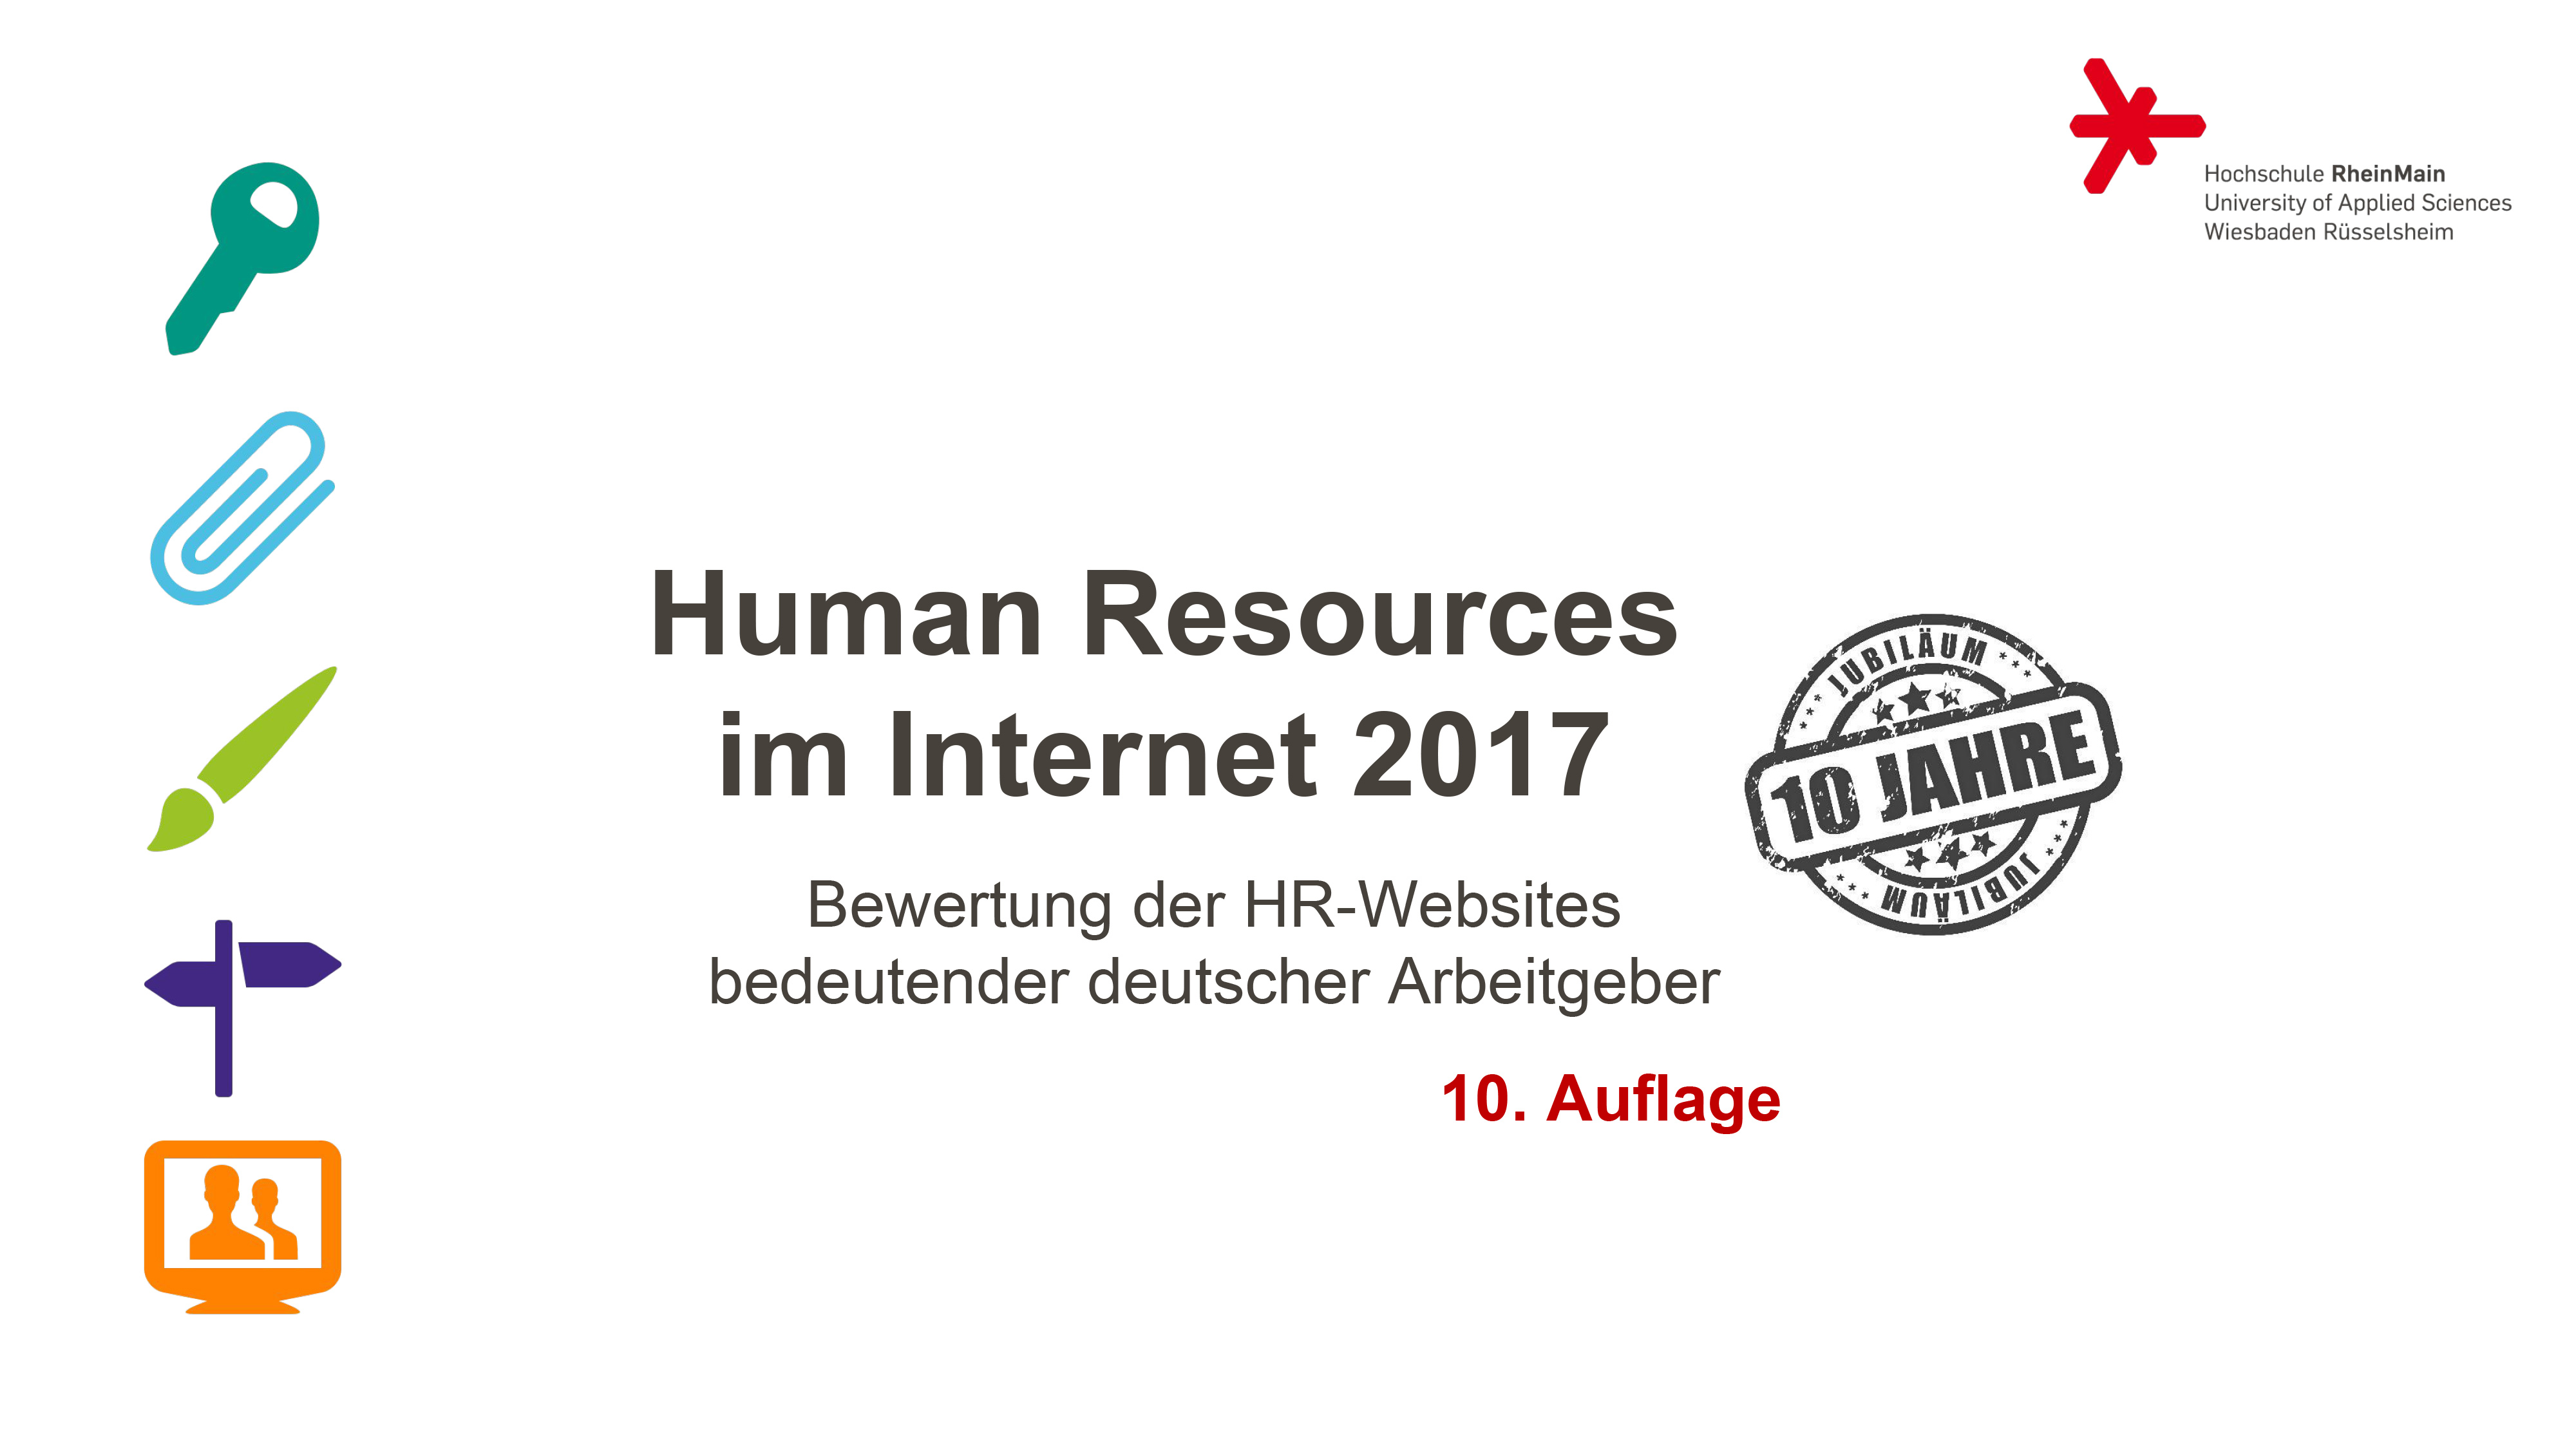 Hochschule RheinMain
University of Applied Sciences
Wiesbaden Rüsselsheim
Human Resources
im Internet 2017
JUBILÄUM
10 JAHRE
JUBILÄUM
Bewertung der HR-Websites
bedeutender deutscher Arbeitgeber
10. Auflage